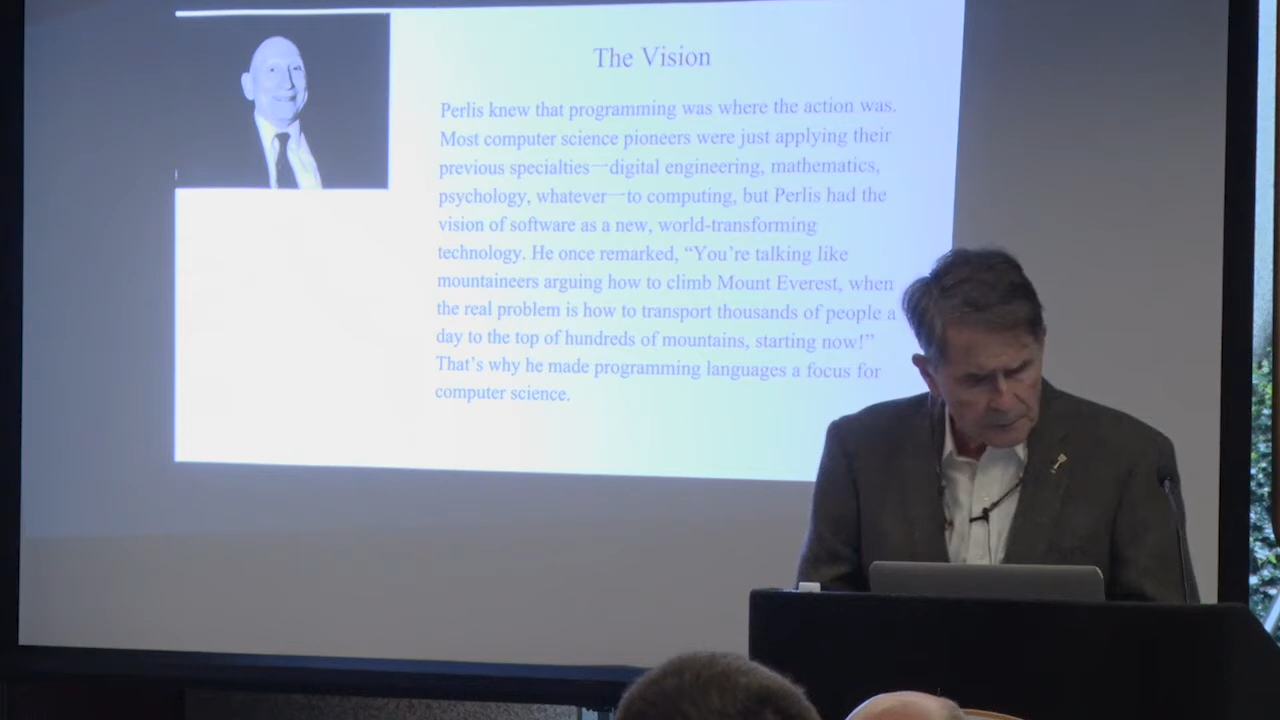 The Vision
Perlis knew that programming was where the action was.
Most computer science pioneers were just applying their
previous specialties—digital engineering, mathematics,
psychology, whatever—to computing, but Perlis had the
vision of software as a new, world-transforming
technology. He once remarked, “You’re talking like
mountaineers arguing how to climb Mount Everest, when
the real problem is how to transport thousands of people a
day to the top of hundreds of mountains, starting now!”
That’s why he made programming languages a focus for
computer science.